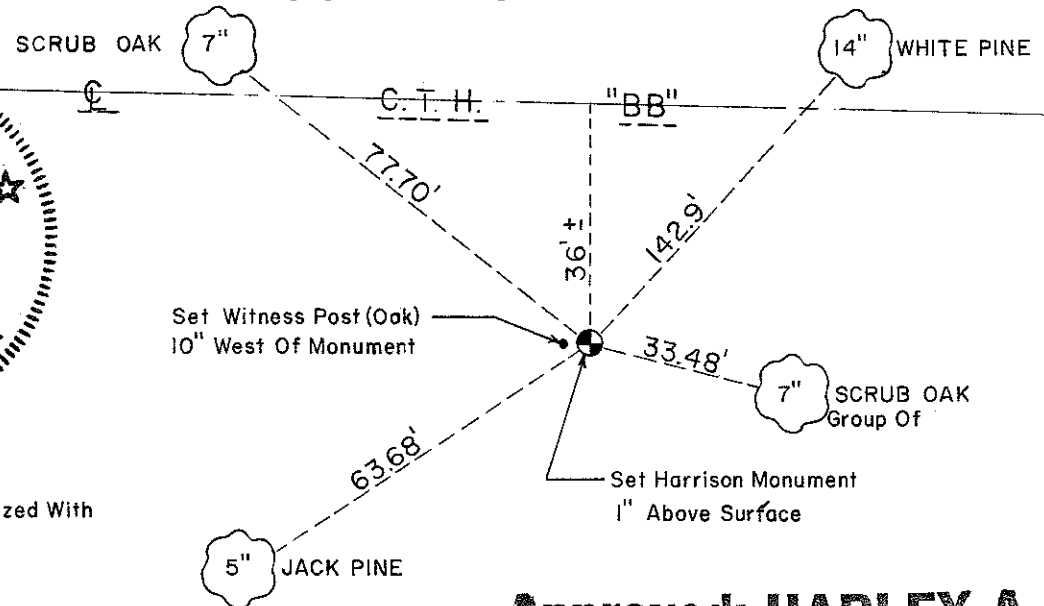 SCRUB OAK 7"
14" WHITE PINE
℄ C. T. H. "BB"
77.70'
36' ±
142.9'
Set Witness Post (Oak)
10" West Of Monument
33.48'
7" SCRUB OAK
Group Of
63.68'
Set Harrison Monument
1" Above Surface
zed With
5" JACK PINE
Approved: HARLEY A.